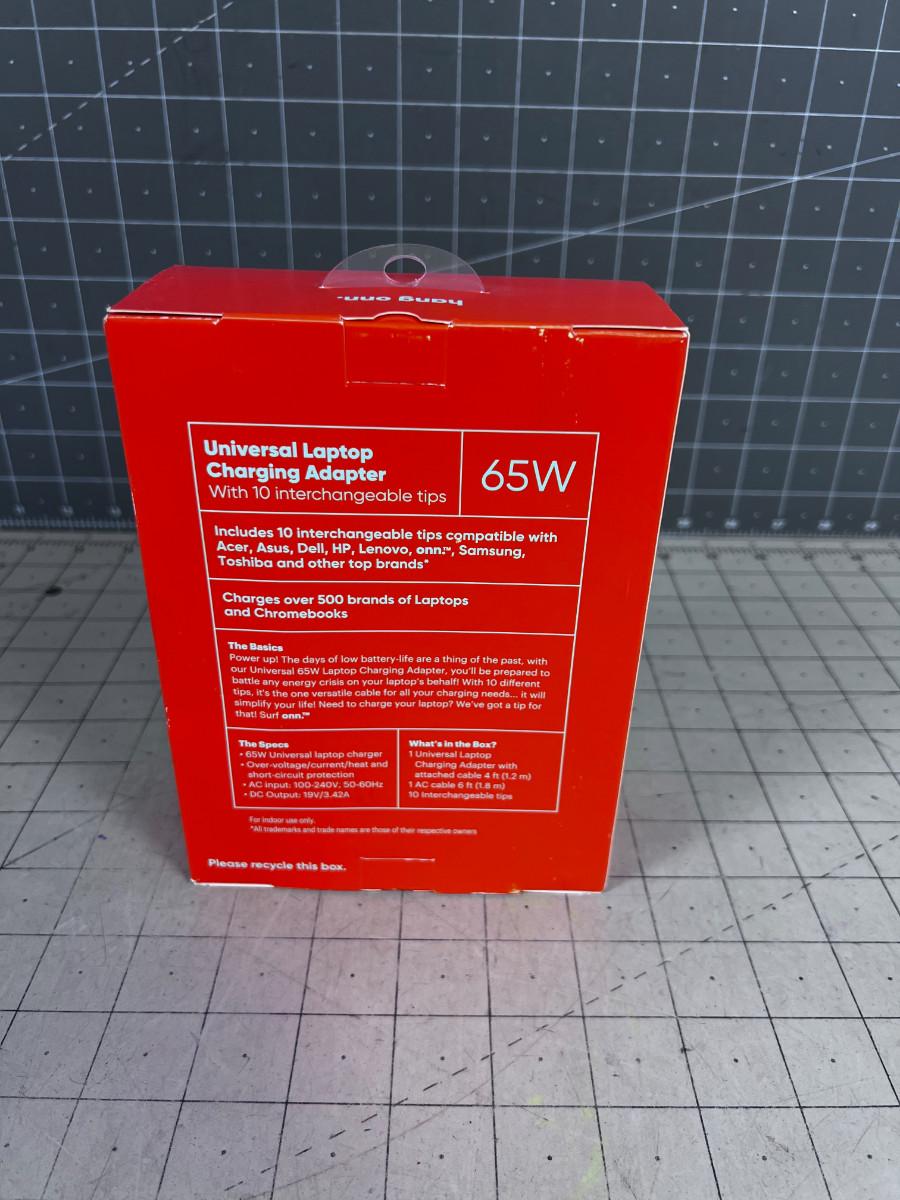 hang onn.
Universal Laptop
Charging Adapter
With 10 interchangeable tips
65W
Includes 10 interchangeable tips compatible with
Acer, Asus, Dell, HP, Lenovo, onn.™, Samsung,
Toshiba and other top brands*
Charges over 500 brands of Laptops
and Chromebooks
The Basics
Power up! The days of low battery-life are a thing of the past, with
our Universal 65W Laptop Charging Adapter, you'll be prepared to
battle any energy crisis on your laptop's behalf! With 10 different
tips, it's the one versatile cable for all your charging needs... it will
simplify your life! Need to charge your laptop? We've got a tip for
that! Surf onn.™
The Specs
• 65W Universal laptop charger
• Over-voltage/current/heat and
short-circuit protection
• AC input: 100-240V, 50-60Hz
• DC Output: 19V/3.42A
What's in the Box?
1 Universal Laptop
Charging Adapter with
attached cable 4 ft (1.2 m)
1 AC cable 6 ft (1.8 m)
10 Interchangeable tips
For indoor use only.
*All trademarks and trade names are those of their respective owners
Please recycle this box.